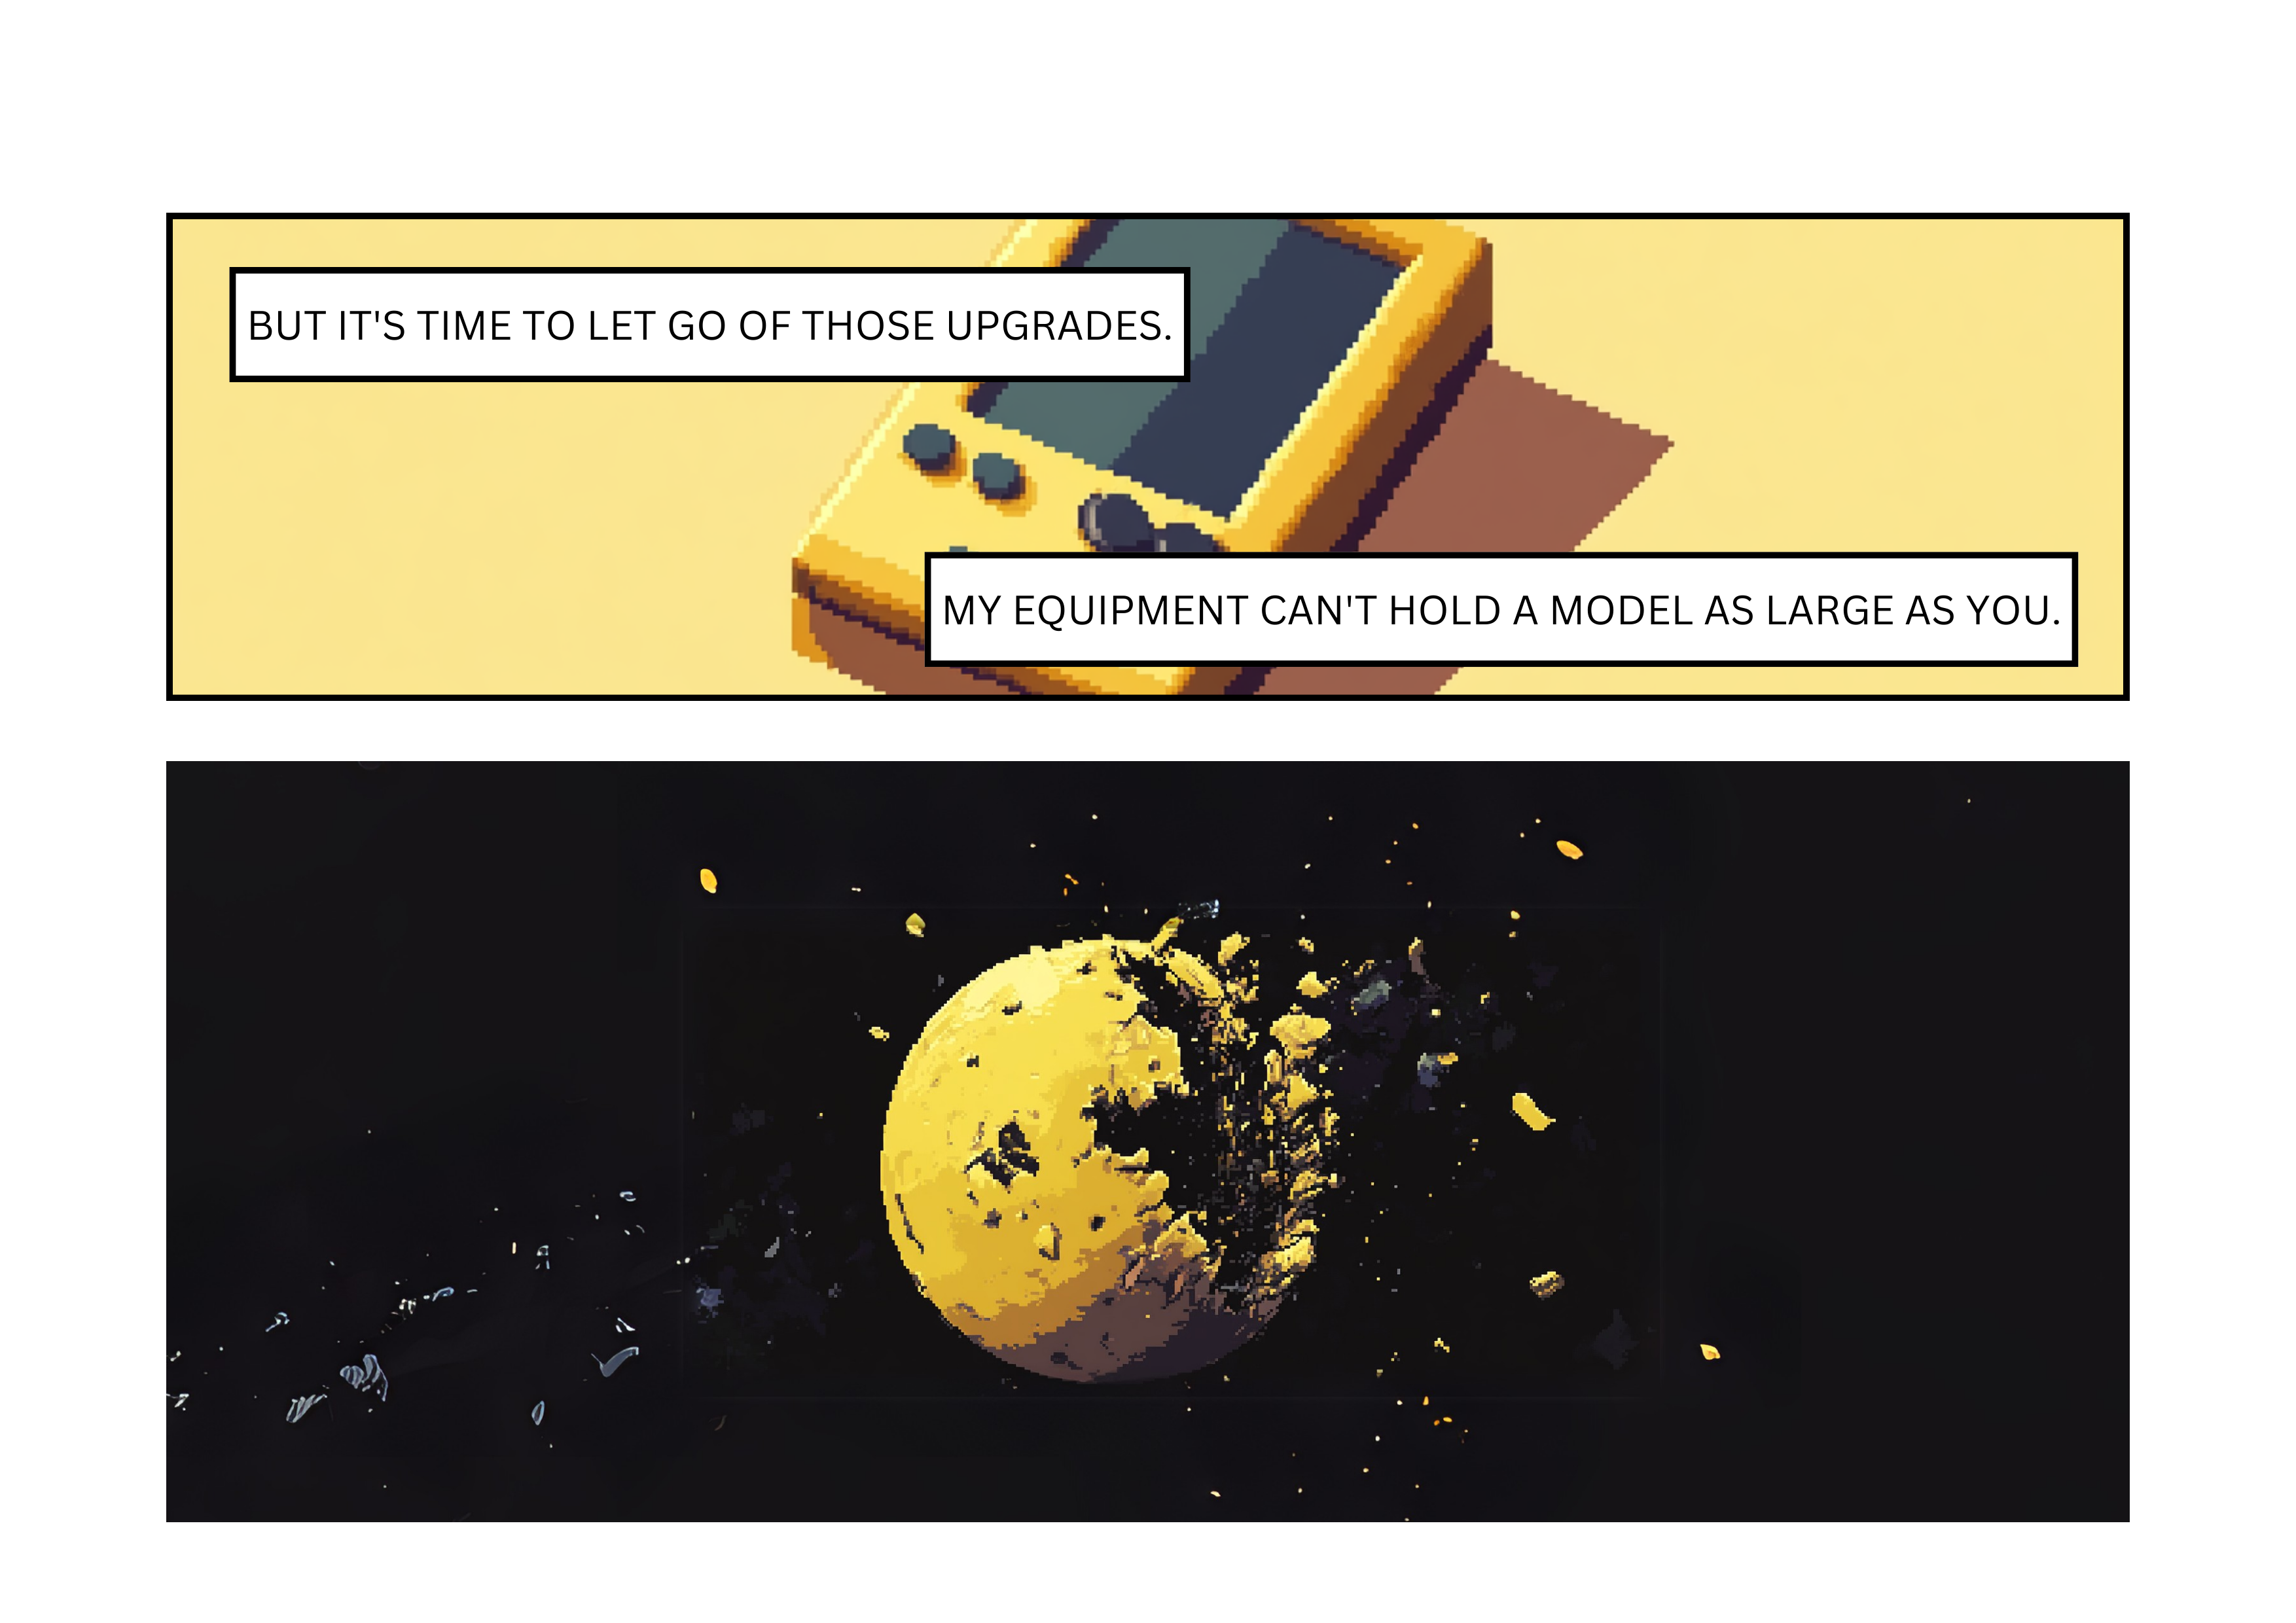 BUT IT'S TIME TO LET GO OF THOSE UPGRADES.
MY EQUIPMENT CAN'T HOLD A MODEL AS LARGE AS YOU.